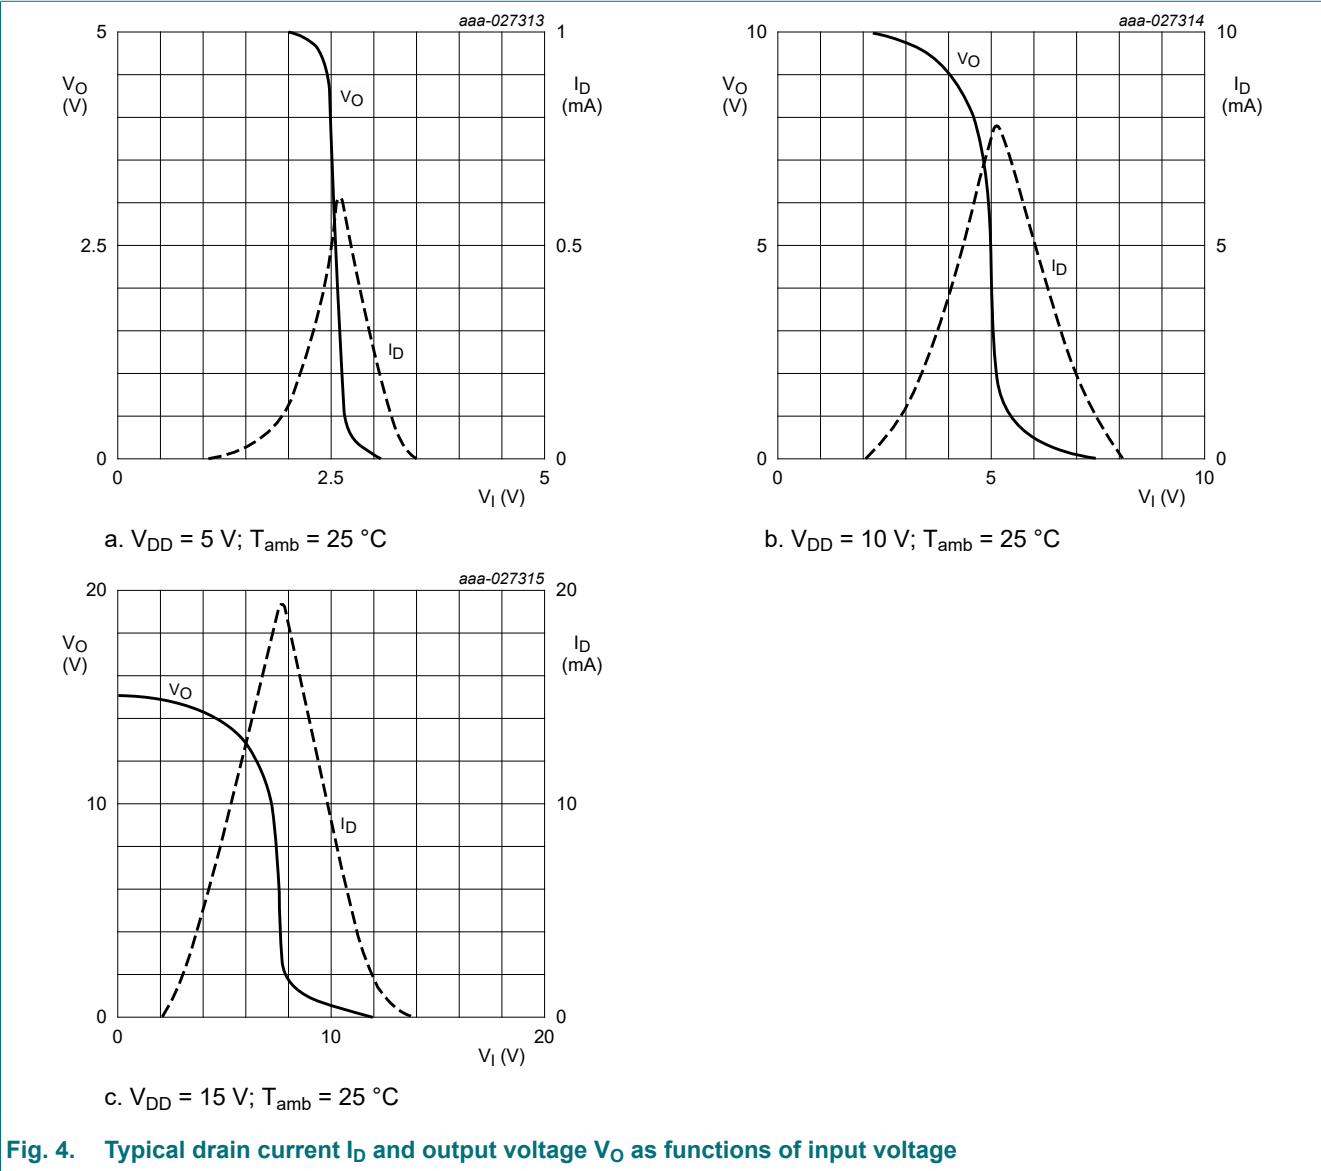 aaa-027313
5
1
VO
(V)
ID
(mA)
VO
2.5
0.5
ID
0
0
0
2.5
5
VI (V)
a. VDD = 5 V; Tamb = 25 °C
aaa-027314
10
10
VO
(V)
ID
(mA)
VO
5
5
ID
0
0
0
5
10
VI (V)
b. VDD = 10 V; Tamb = 25 °C
aaa-027315
20
20
VO
(V)
ID
(mA)
VO
10
10
ID
0
0
0
10
20
VI (V)
c. VDD = 15 V; Tamb = 25 °C
Fig. 4. Typical drain current ID and output voltage VO as functions of input voltage